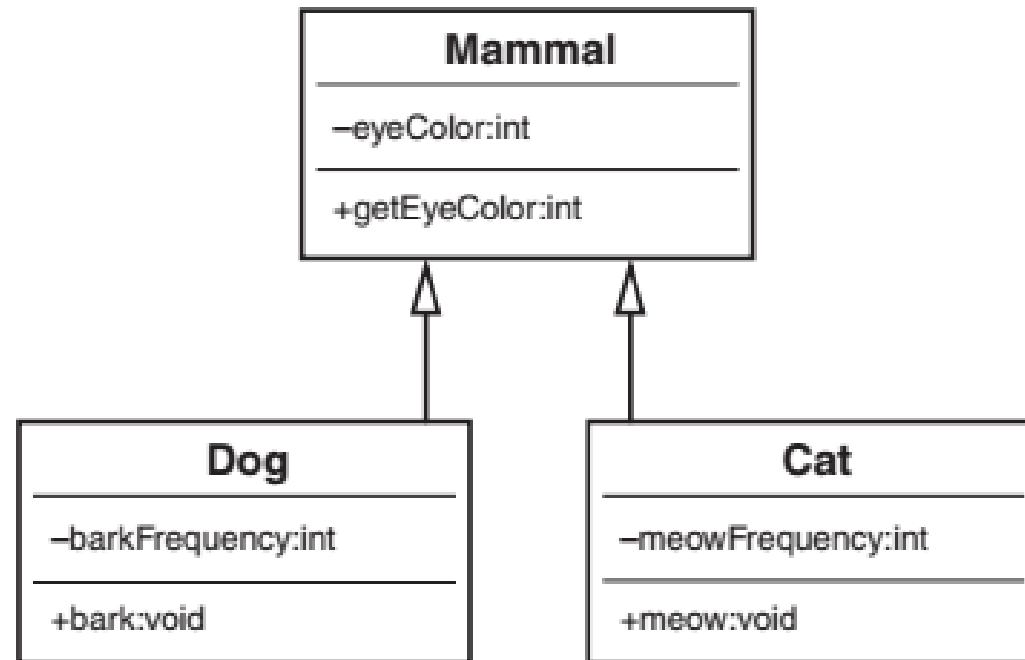 Mammal
–eyeColor:int
+getEyeColor:int
Dog
–barkFrequency:int
+bark:void
Cat
–meowFrequency:int
+meow:void